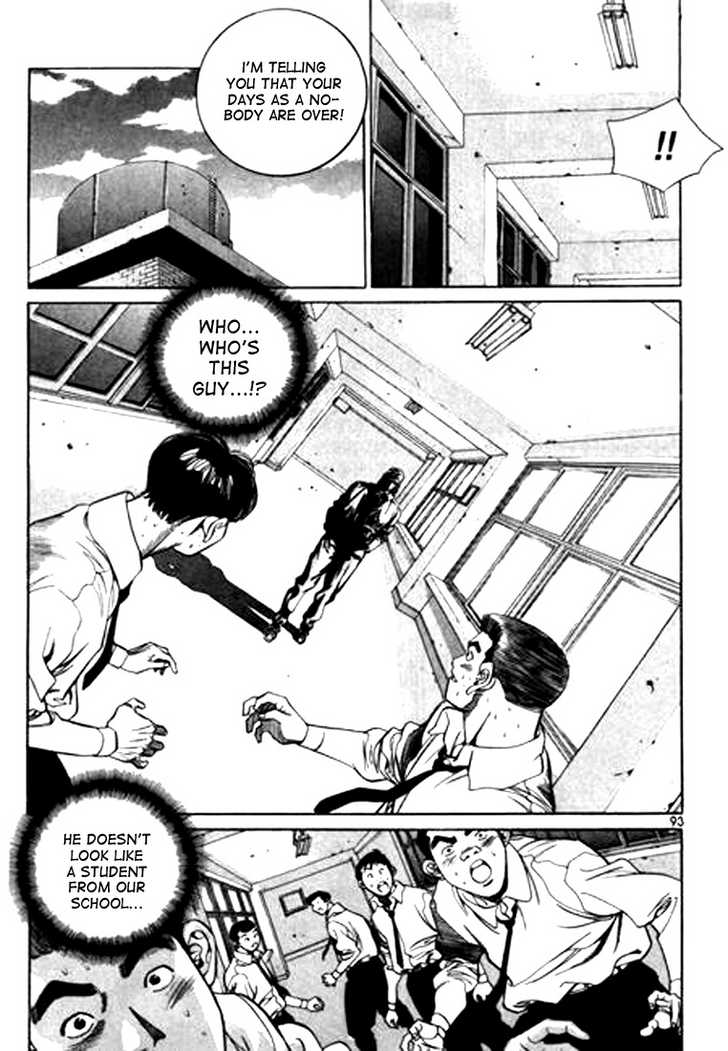 I'M TELLING
YOU THAT YOUR
DAYS AS A NO-
BODY ARE OVER!
!!
WHO...
WHO'S
THIS
GUY...!?
93
HE DOESN'T
LOOK LIKE
A STUDENT
FROM OUR
SCHOOL...